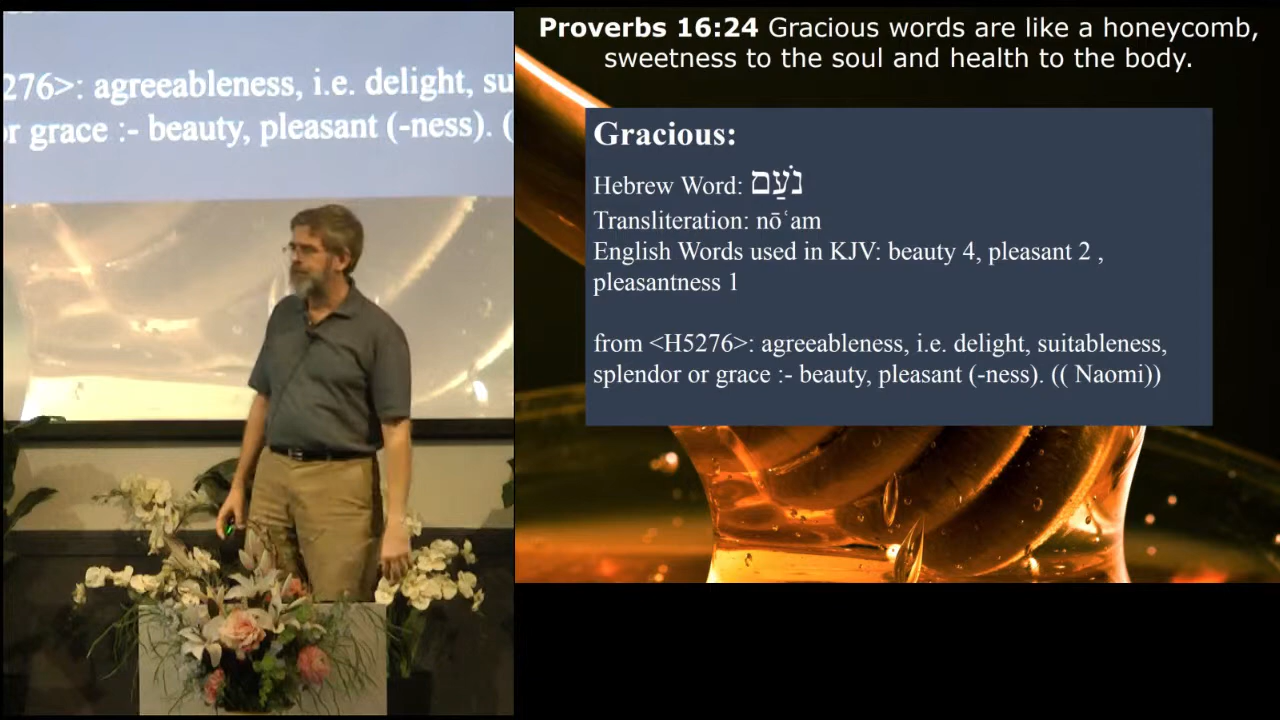 276>: agreeableness, i.e. delight, su
or grace :- beauty, pleasant (-ness). (
Proverbs 16:24 Gracious words are like a honeycomb,
sweetness to the soul and health to the body.
Gracious:
Hebrew Word: נֹעַם
Transliteration: nōʿam
English Words used in KJV: beauty 4, pleasant 2 ,
pleasantness 1
from <H5276>: agreeableness, i.e. delight, suitableness,
splendor or grace :- beauty, pleasant (-ness). (( Naomi))